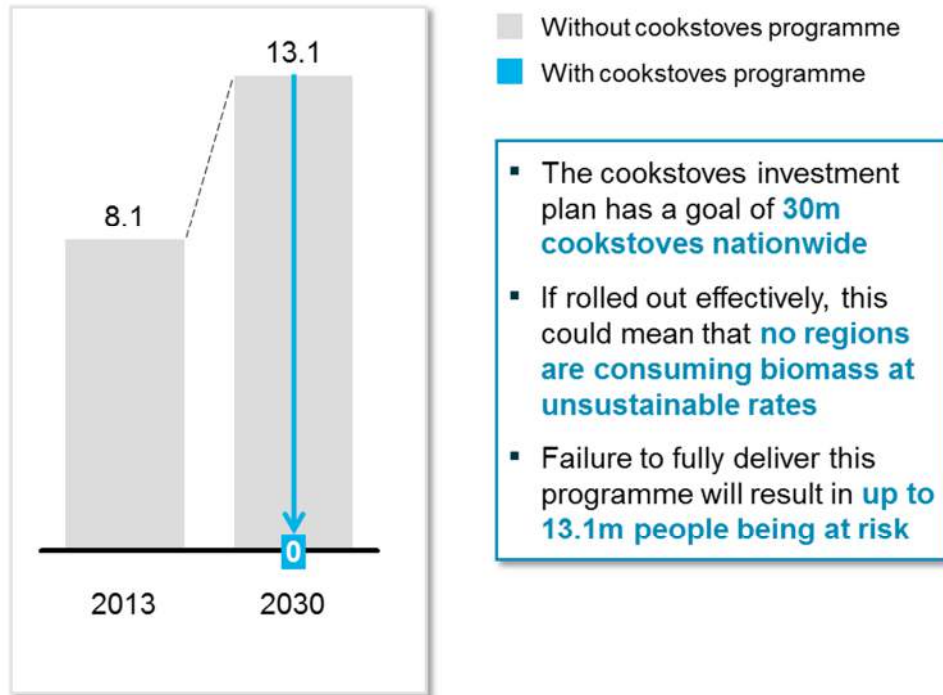 13.1
8.1
0
2013 2030
Without cookstoves programme
With cookstoves programme
▪ The cookstoves investment
plan has a goal of 30m
cookstoves nationwide
▪ If rolled out effectively, this
could mean that no regions
are consuming biomass at
unsustainable rates
▪ Failure to fully deliver this
programme will result in up to
13.1m people being at risk